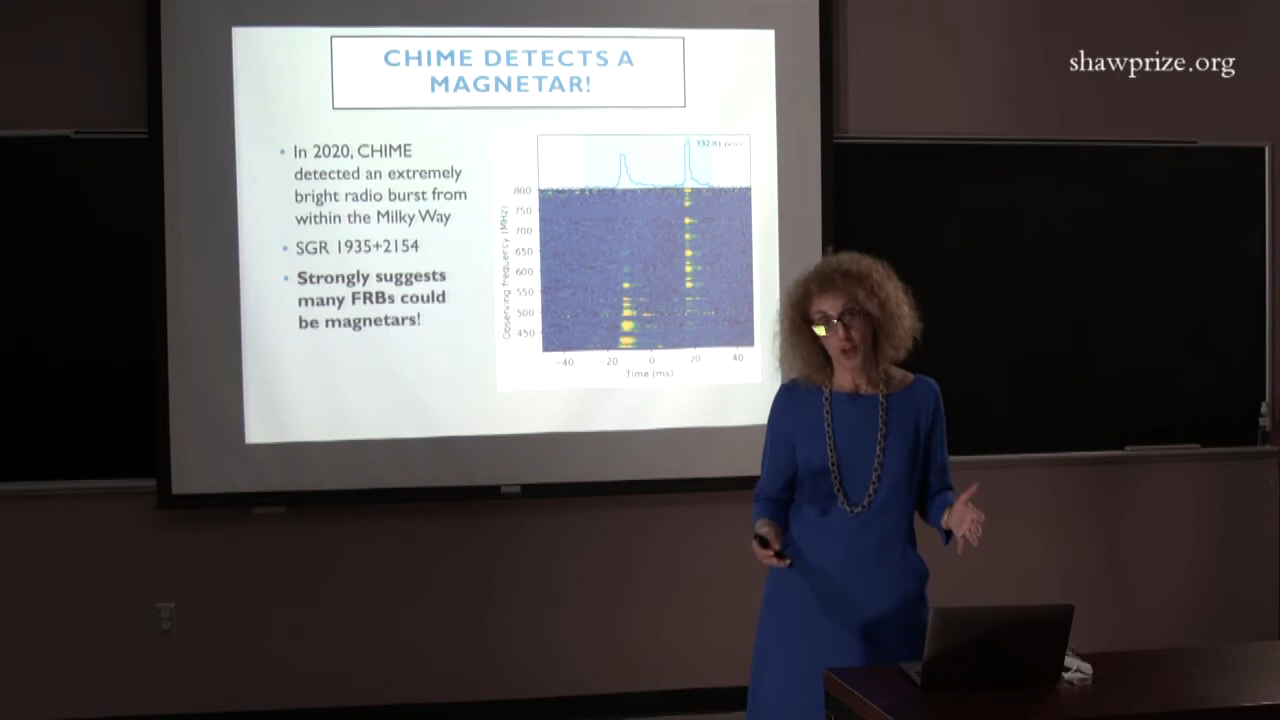 CHIME DETECTS A
MAGNETAR!
shawprize.org
• In 2020, CHIME
detected an extremely
bright radio burst from
within the Milky Way
• SGR 1935+2154
• Strongly suggests
many FRBs could
be magnetars!
800
750
700
650
600
550
500
450
Observing frequency (MHz)
−40 −20 0 20 40
Time (ms)